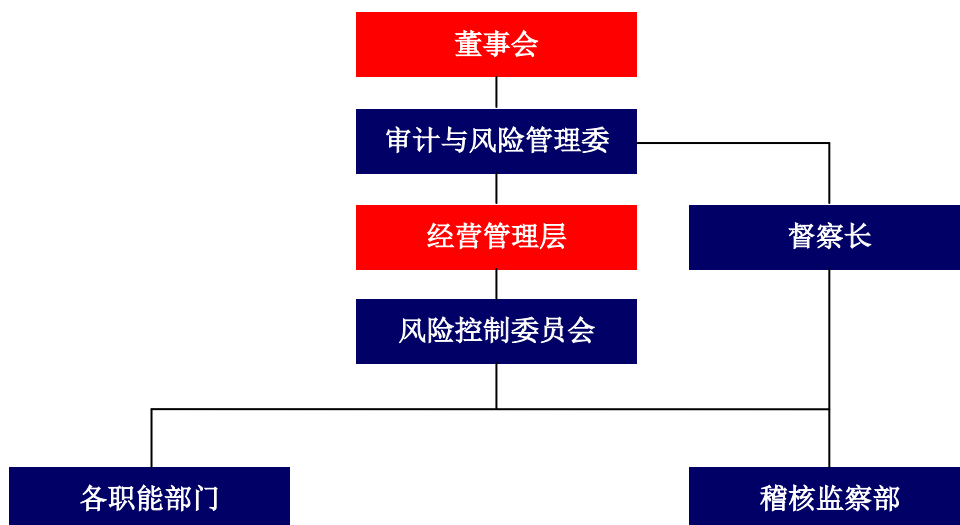 董事会
审计与风险管理委
经营管理层
督察长
风险控制委员会
各职能部门
稽核监察部